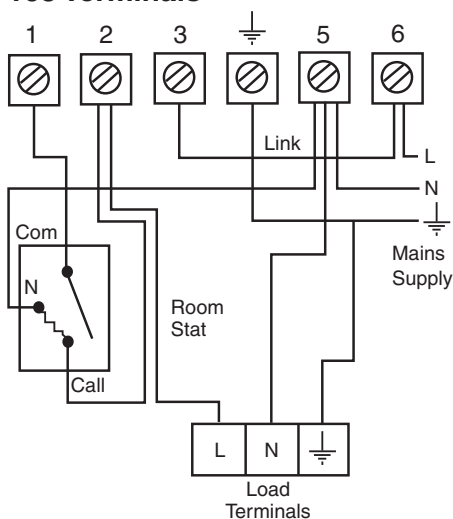 1 2 3 5 6
Link
L
N
Com
Mains
Supply
N
Room
Stat
Call
L N
Load
Terminals